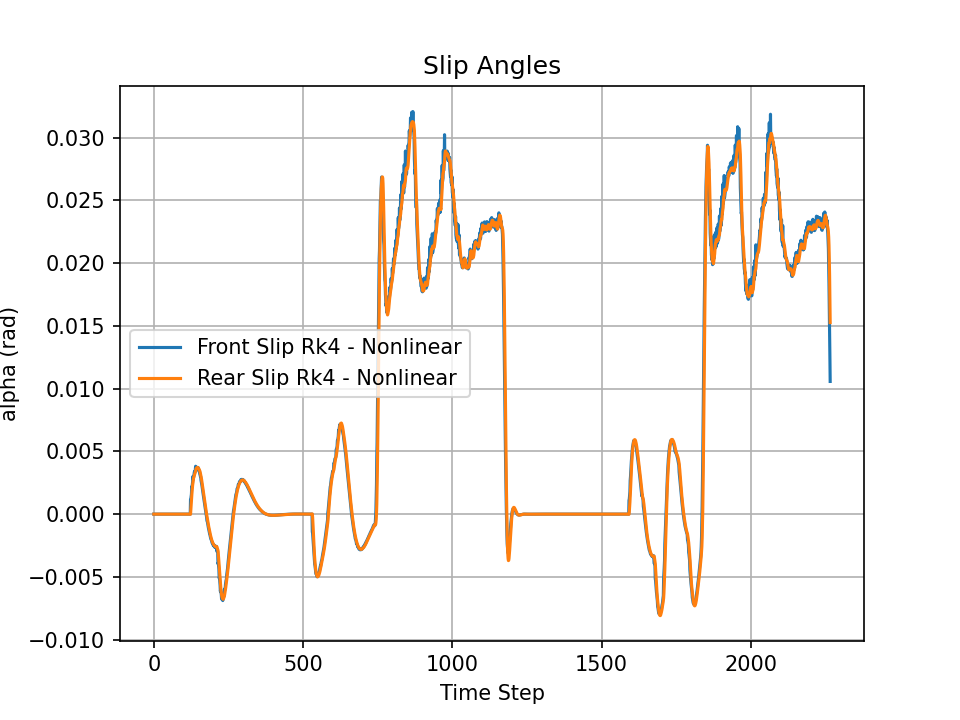 Slip Angles
alpha (rad)
0.030
0.025
0.020
0.015
0.010
0.005
0.000
−0.005
−0.010
Front Slip Rk4 - Nonlinear
Rear Slip Rk4 - Nonlinear
0 500 1000 1500 2000
Time Step